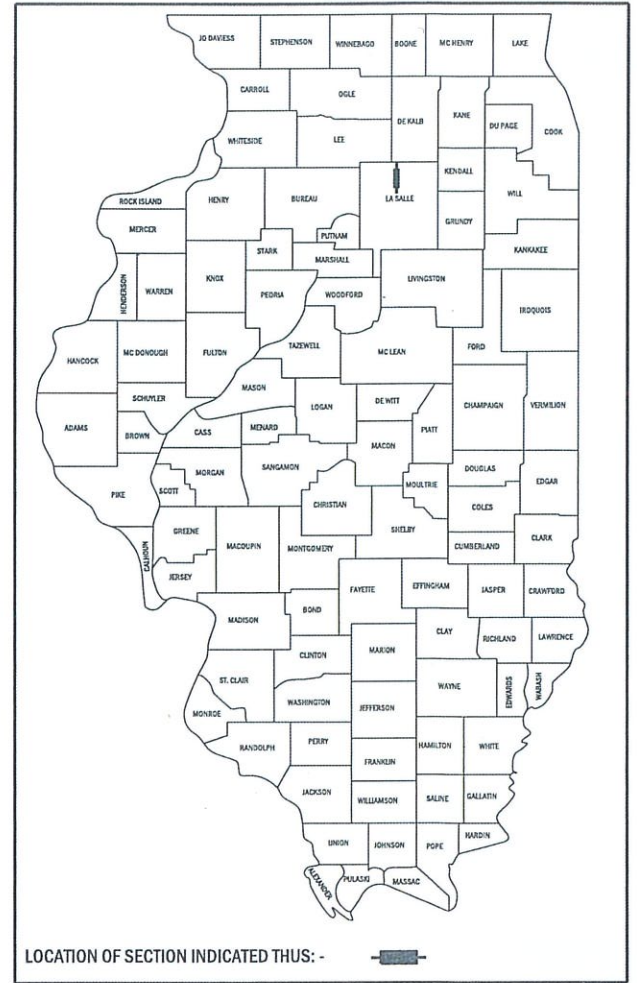 JO DAVIESS
STEPHENSON
WINNEBAGO
BOONE
MC HENRY
LAKE
CARROLL
OGLE
DE KALB
KANE
DU PAGE
COOK
WHITESIDE
LEE
KENDALL
WILL
ROCK ISLAND
HENRY
BUREAU
LA SALLE
GRUNDY
MERCER
PUTNAM
STARK
MARSHALL
KANKAKEE
HENDERSON
WARREN
KNOX
PEORIA
WOODFORD
LIVINGSTON
IROQUOIS
HANCOCK
MC DONOUGH
FULTON
TAZEWELL
MC LEAN
FORD
MASON
SCHUYLER
LOGAN
DE WITT
CHAMPAIGN
VERMILION
ADAMS
BROWN
CASS
MENARD
MACON
PIATT
PIKE
SCOTT
MORGAN
SANGAMON
CHRISTIAN
MOULTRIE
DOUGLAS
EDGAR
COLES
SHELBY
CALHOUN
GREENE
MACOUPIN
MONTGOMERY
CUMBERLAND
CLARK
JERSEY
FAYETTE
EFFINGHAM
JASPER
CRAWFORD
MADISON
BOND
CLAY
RICHLAND
LAWRENCE
CLINTON
MARION
ST. CLAIR
WAYNE
EDWARDS
WABASH
MONROE
WASHINGTON
JEFFERSON
RANDOLPH
PERRY
HAMILTON
WHITE
FRANKLIN
JACKSON
WILLIAMSON
SALINE
GALLATIN
UNION
JOHNSON
POPE
HARDIN
ALEXANDER
PULASKI
MASSAC
LOCATION OF SECTION INDICATED THUS: -